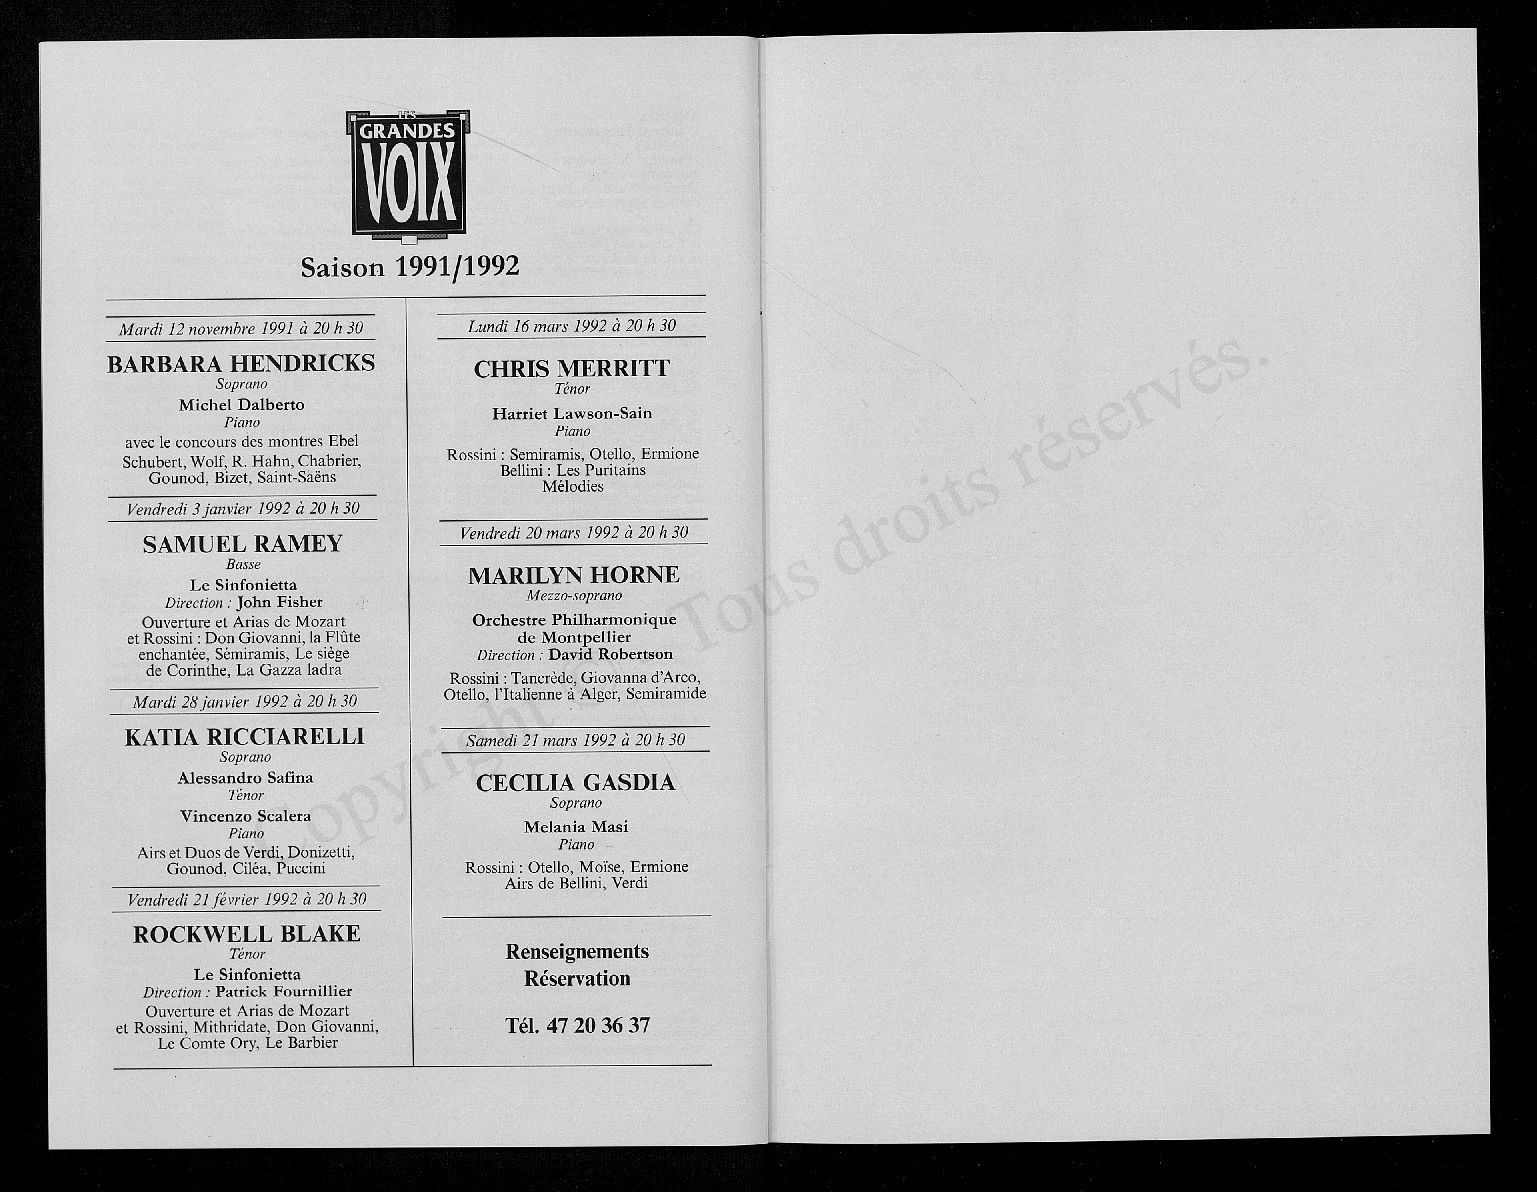 LES
GRANDES
VOIX
Saison 1991/1992
Mardi 12 novembre 1991 à 20 h 30
BARBARA HENDRICKS
Soprano
Michel Dalberto
Piano
avec le concours des montres Ebel
Schubert, Wolf, R. Hahn, Chabrier,
Gounod, Bizet, Saint-Saëns
Vendredi 3 janvier 1992 à 20 h 30
SAMUEL RAMEY
Basse
Le Sinfonietta
Direction : John Fisher
Ouverture et Arias de Mozart
et Rossini : Don Giovanni, la Flûte
enchantée, Sémiramis, Le siège
de Corinthe, La Gazza ladra
Mardi 28 janvier 1992 à 20 h 30
KATIA RICCIARELLI
Soprano
Alessandro Safina
Ténor
Vincenzo Scalera
Piano
Airs et Duos de Verdi, Donizetti,
Gounod, Ciléa, Puccini
Vendredi 21 février 1992 à 20 h 30
ROCKWELL BLAKE
Ténor
Le Sinfonietta
Direction : Patrick Fournillier
Ouverture et Arias de Mozart
et Rossini, Mithridate, Don Giovanni,
Le Comte Ory, Le Barbier
Lundi 16 mars 1992 à 20 h 30
CHRIS MERRITT
Ténor
Harriet Lawson-Sain
Piano
Rossini : Semiramis, Otello, Ermione
Bellini : Les Puritains
Mélodies
Vendredi 20 mars 1992 à 20 h 30
MARILYN HORNE
Mezzo-soprano
Orchestre Philharmonique
de Montpellier
Direction : David Robertson
Rossini : Tancrède, Giovanna d'Arco,
Otello, l'Italienne à Alger, Semiramide
Samedi 21 mars 1992 à 20 h 30
CECILIA GASDIA
Soprano
Melania Masi
Piano
Rossini : Otello, Moïse, Ermione
Airs de Bellini, Verdi
Renseignements
Réservation
Tél. 47 20 36 37
Copyright © Tous droits réservés.